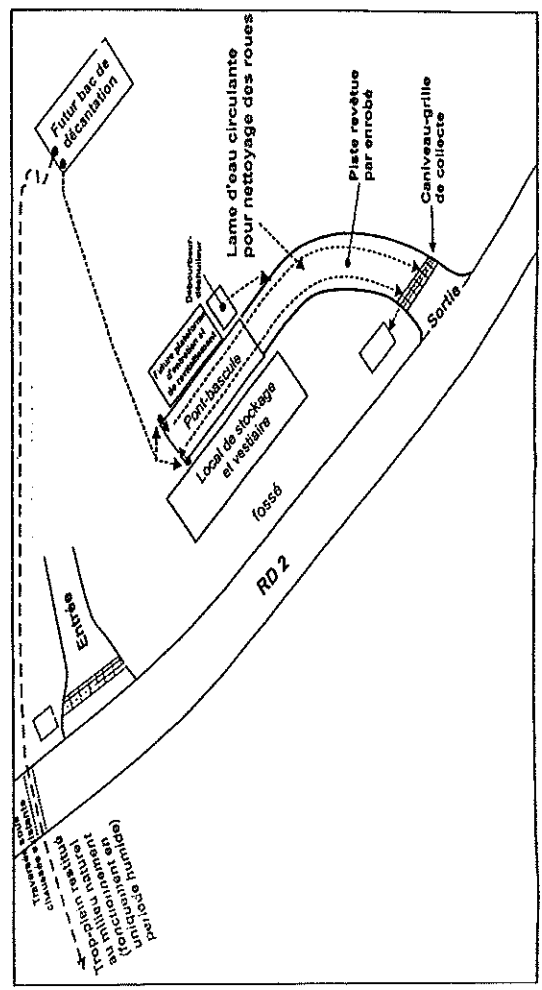 Futur bac de
décantation
Lame d'eau circulante
pour nettoyage des roues
Piste revêtue
par enrobé
Caniveau-grille
de collecte
Débourbeur-
déshuileur
Future plateforme
d'entretien et
de ravitaillement
Pont-bascule
Local de stockage
et vestiaire
Sortie
fossé
RD 2
Entrée
Traversée sous
chaussée existante
Trop-plein restitué
au milieu naturel
(fonctionnement
uniquement en
période humide)